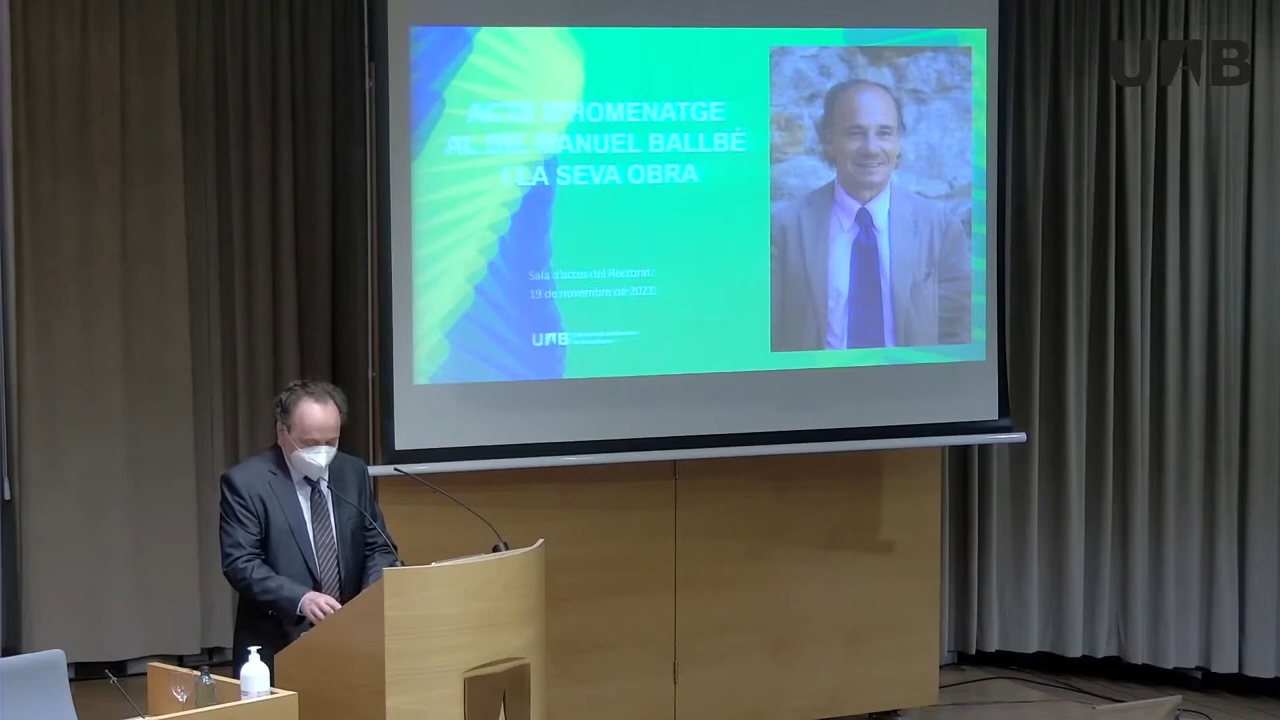 ACTE D'HOMENATGE
AL DR. MANUEL BALLBÉ
I LA SEVA OBRA
Sala d'actes del Rectorat
19 de novembre de 2021
UAB
UAB